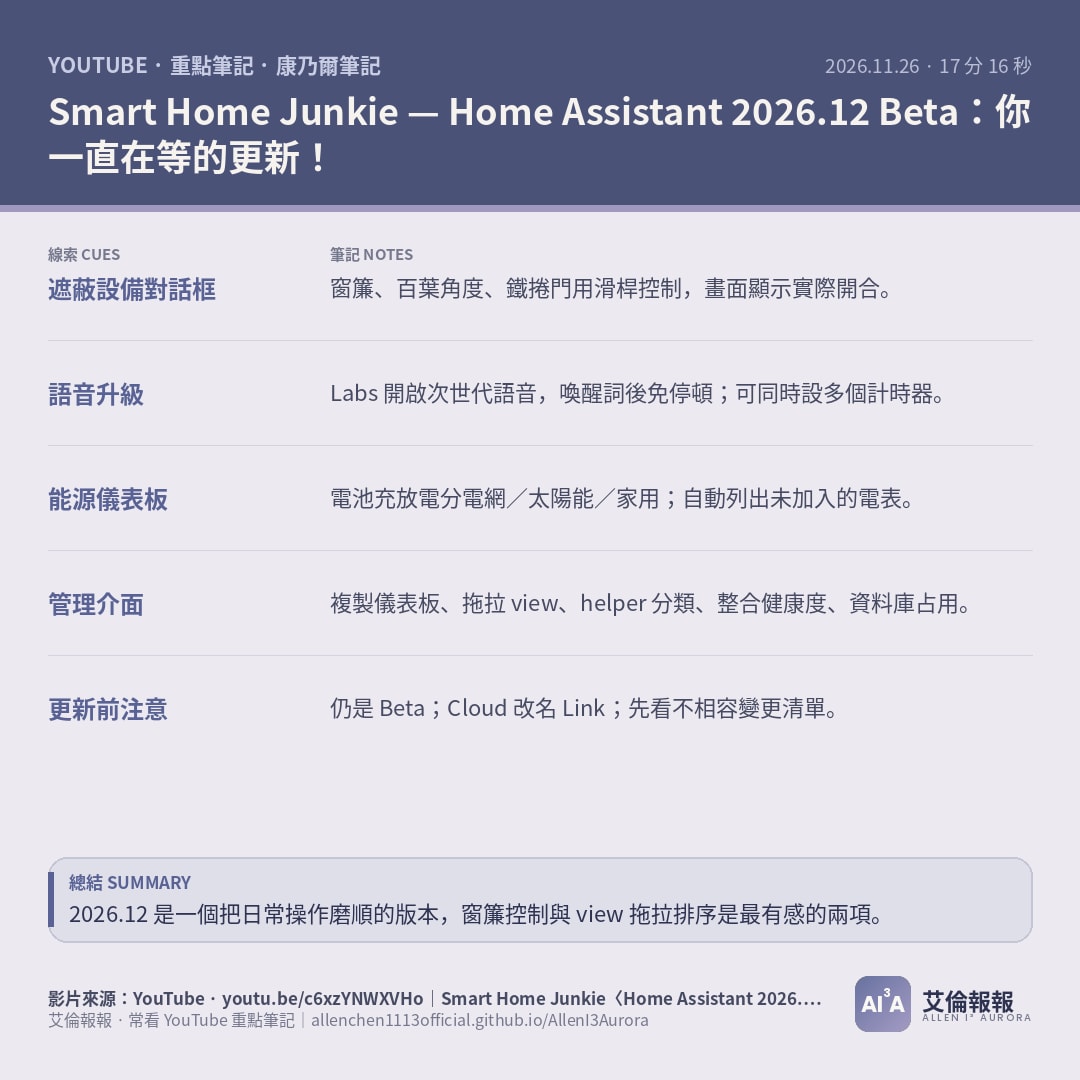 YOUTUBE · 重點筆記 · 康乃爾筆記
2026.11.26 · 17 分 16 秒
Smart Home Junkie — Home Assistant 2026.12 Beta：你
一直在等的更新！
線索 CUES
筆記 NOTES
遮蔽設備對話框
窗簾、百葉角度、鐵捲門用滑桿控制，畫面顯示實際開合。
語音升級
Labs 開啟次世代語音，喚醒詞後免停頓；可同時設多個計時器。
能源儀表板
電池充放電分電網／太陽能／家用；自動列出未加入的電表。
管理介面
複製儀表板、拖拉 view、helper 分類、整合健康度、資料庫占用。
更新前注意
仍是 Beta；Cloud 改名 Link；先看不相容變更清單。
總結 SUMMARY
2026.12 是一個把日常操作磨順的版本，窗簾控制與 view 拖拉排序是最有感的兩項。
影片來源：YouTube · youtu.be/c6xzYNWXVHo｜Smart Home Junkie〈Home Assistant 2026.…
艾倫報報 · 常看 YouTube 重點筆記｜allenchen1113official.github.io/AllenI3Aurora
AI³A
艾倫報報
ALLEN I³ AURORA